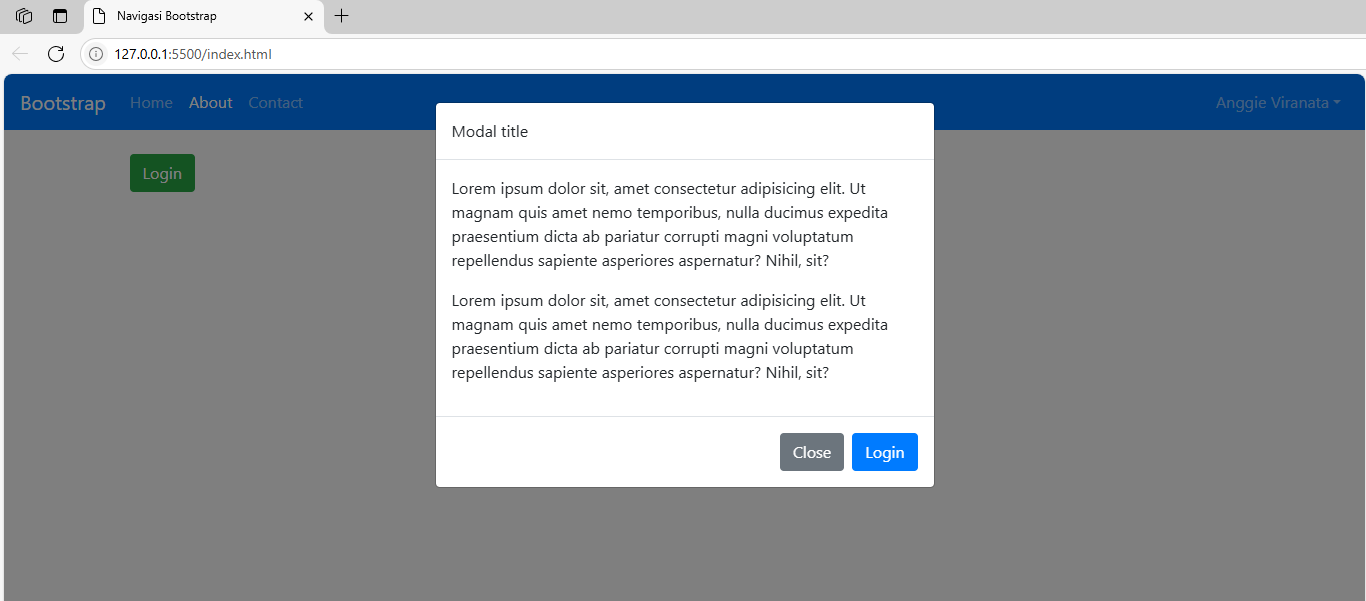 Navigasi Bootstrap
127.0.0.1:5500/index.html
Bootstrap Home About Contact Anggie Viranata
Login
Modal title
Lorem ipsum dolor sit, amet consectetur adipisicing elit. Ut
magnam quis amet nemo temporibus, nulla ducimus expedita
praesentium dicta ab pariatur corrupti magni voluptatum
repellendus sapiente asperiores aspernatur? Nihil, sit?
Lorem ipsum dolor sit, amet consectetur adipisicing elit. Ut
magnam quis amet nemo temporibus, nulla ducimus expedita
praesentium dicta ab pariatur corrupti magni voluptatum
repellendus sapiente asperiores aspernatur? Nihil, sit?
Close Login